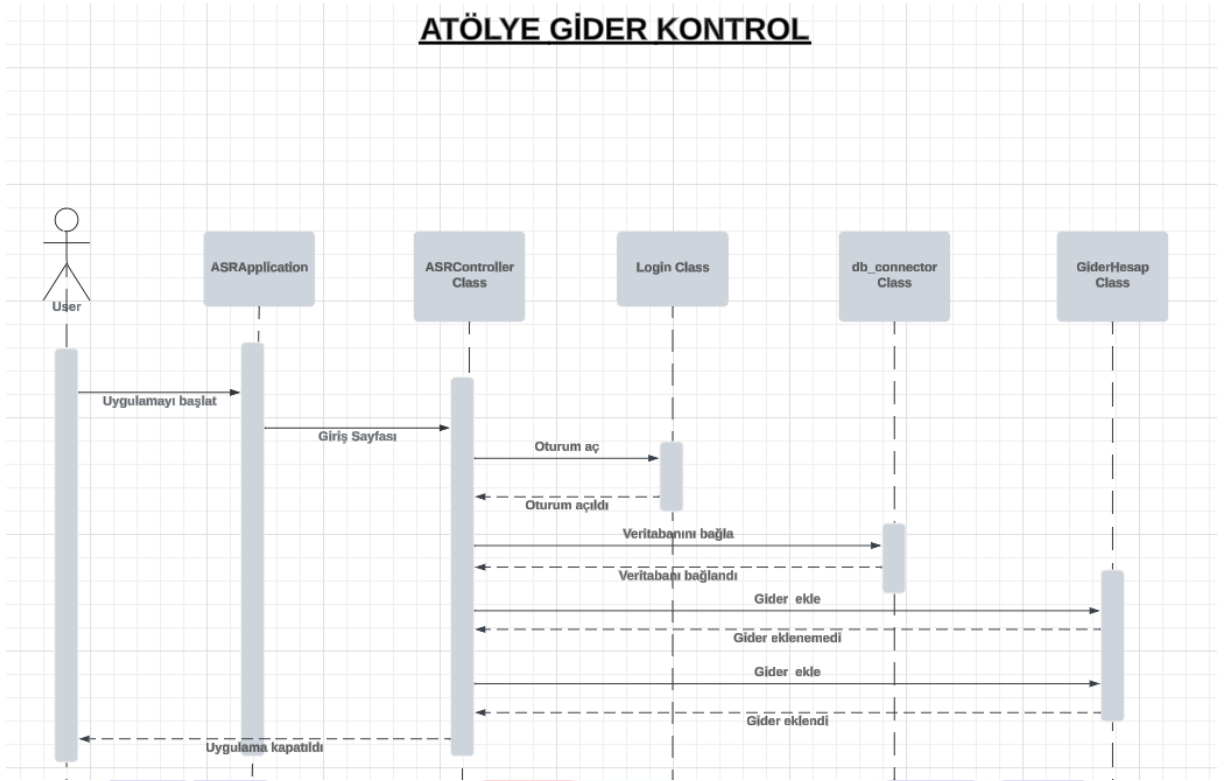 ATÖLYE GİDER KONTROL
User
ASRApplication
ASRController
Class
Login Class
db_connector
Class
GiderHesap
Class
Uygulamayı başlat
Giriş Sayfası
Oturum aç
Oturum açıldı
Veritabanını bağla
Veritabanı bağlandı
Gider ekle
Gider eklenemedi
Gider ekle
Gider eklendi
Uygulama kapatıldı